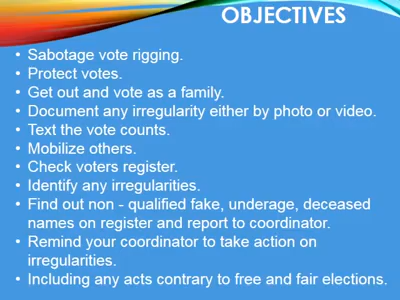 OBJECTIVES
• Sabotage vote rigging.
• Protect votes.
• Get out and vote as a family.
• Document any irregularity either by photo or video.
• Text the vote counts.
• Mobilize others.
• Check voters register.
• Identify any irregularities.
• Find out non - qualified fake, underage, deceased
names on register and report to coordinator.
• Remind your coordinator to take action on
irregularities.
• Including any acts contrary to free and fair elections.